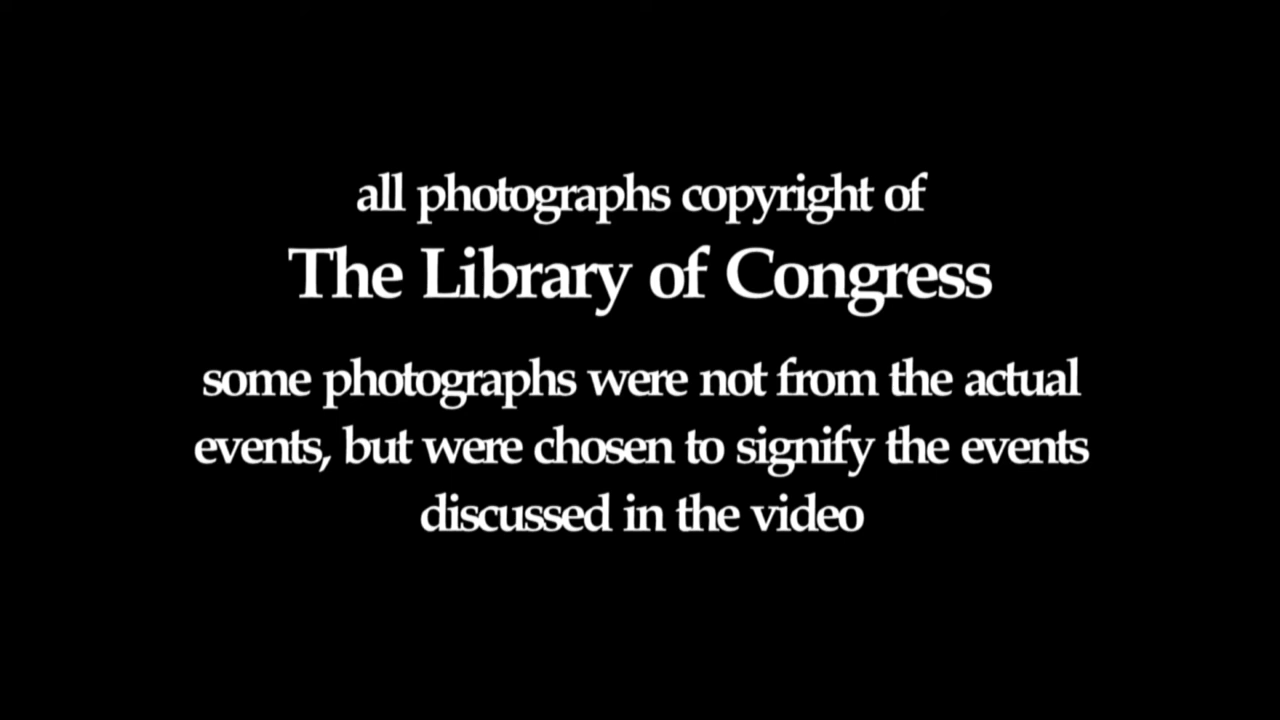 all photographs copyright of
The Library of Congress
some photographs were not from the actual
events, but were chosen to signify the events
discussed in the video